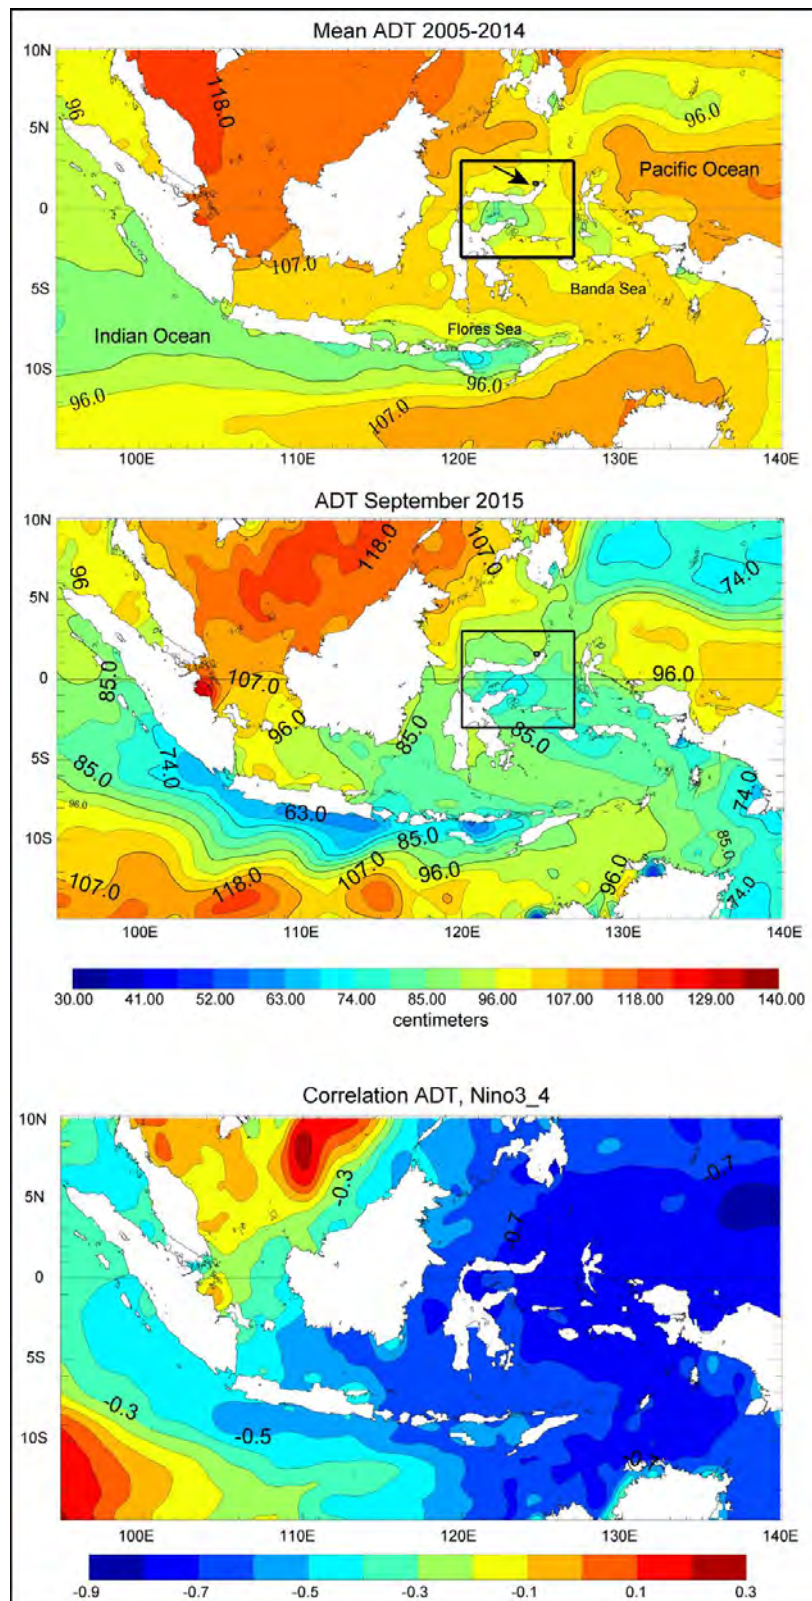 Mean ADT 2005-2014
10N
96
118.0
96.0
5N
Pacific Ocean
0
107.0
5S
Banda Sea
Indian Ocean
Flores Sea
10S
96.0
96.0
107.0
100E 110E 120E 130E 140E
ADT September 2015
10N
107.0
118.0
96
74.0
5N
85.0
107.0
96.0
0
96.0
85.0
85.0
5S
74.0
85.0
74.0
96.0
63.0
85.0
85.0
10S
96.0
107.0
118.0
107.0
96.0
74.0
100E 110E 120E 130E 140E
30.00 41.00 52.00 63.00 74.00 85.00 96.00 107.00 118.00 129.00 140.00
centimeters
Correlation ADT, Nino3_4
10N
-0.3
-0.7
5N
-0.7
0
5S
-0.3
-0.5
10S
100E 110E 120E 130E 140E
-0.9 -0.7 -0.5 -0.3 -0.1 0.1 0.3